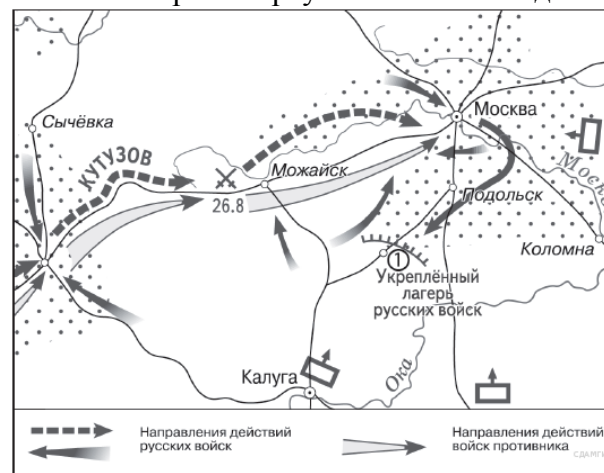 Сычёвка
Москва
КУТУЗОВ
Можайск
26.8
Подольск
Моск
Коломна
1
Укреплённый
лагерь
русских войск
Калуга
Ока
Направления действий
русских войск
Направления действий
войск противника